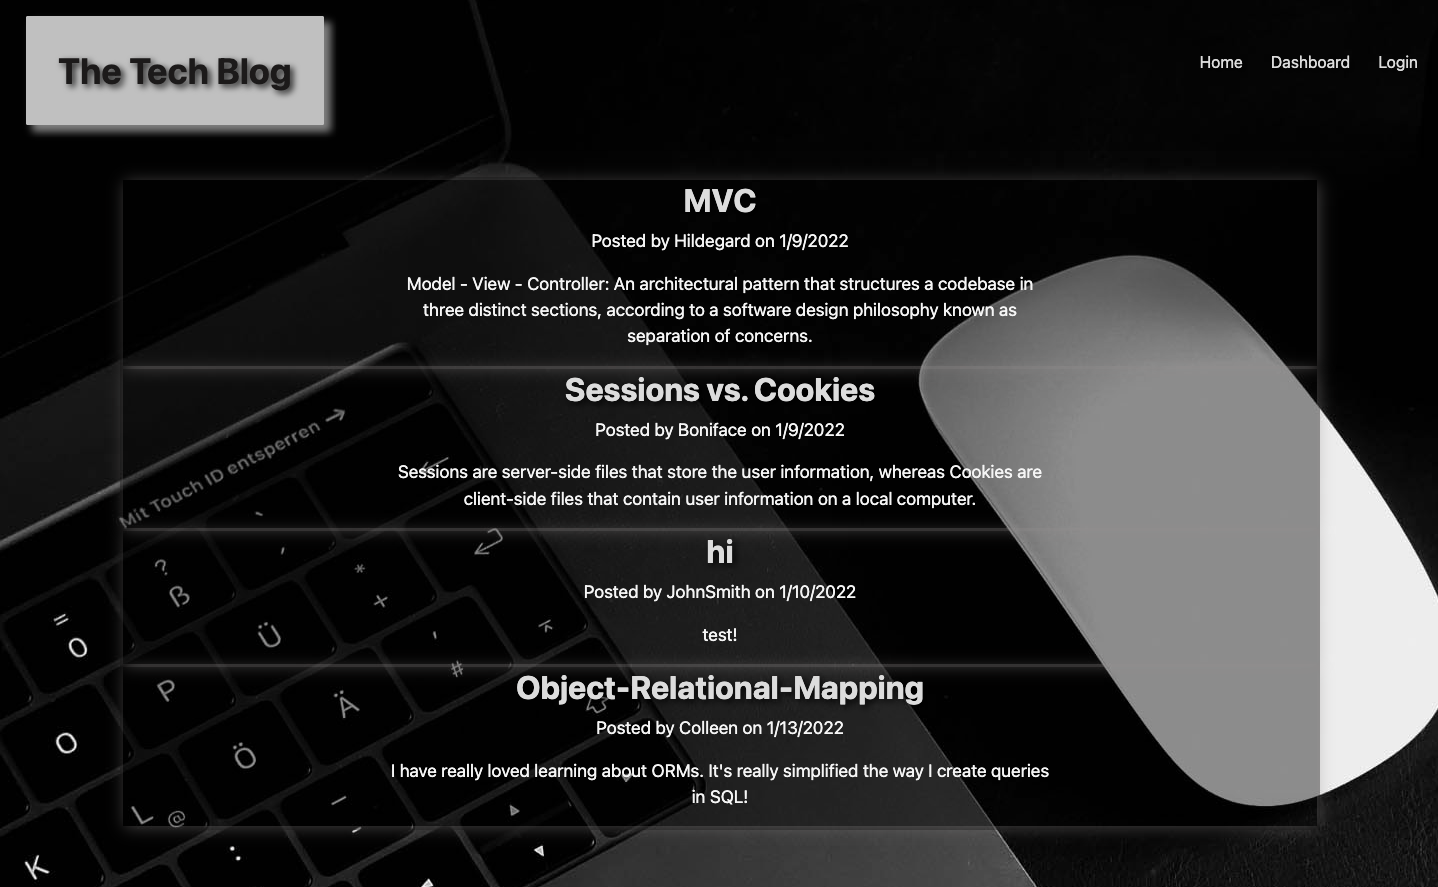 The Tech Blog
Home Dashboard Login
MVC
Posted by Hildegard on 1/9/2022
Model - View - Controller: An architectural pattern that structures a codebase in
three distinct sections, according to a software design philosophy known as
separation of concerns.
Sessions vs. Cookies
Posted by Boniface on 1/9/2022
Sessions are server-side files that store the user information, whereas Cookies are
client-side files that contain user information on a local computer.
hi
Posted by JohnSmith on 1/10/2022
test!
Object-Relational-Mapping
Posted by Colleen on 1/13/2022
I have really loved learning about ORMs. It's really simplified the way I create queries
in SQL!
Mit Touch ID entsperren →
? ` ←
ß ´
= * ↵
0 Ü +
P ' ^
O Ä #
Ö ⇧
L @ –
K : -